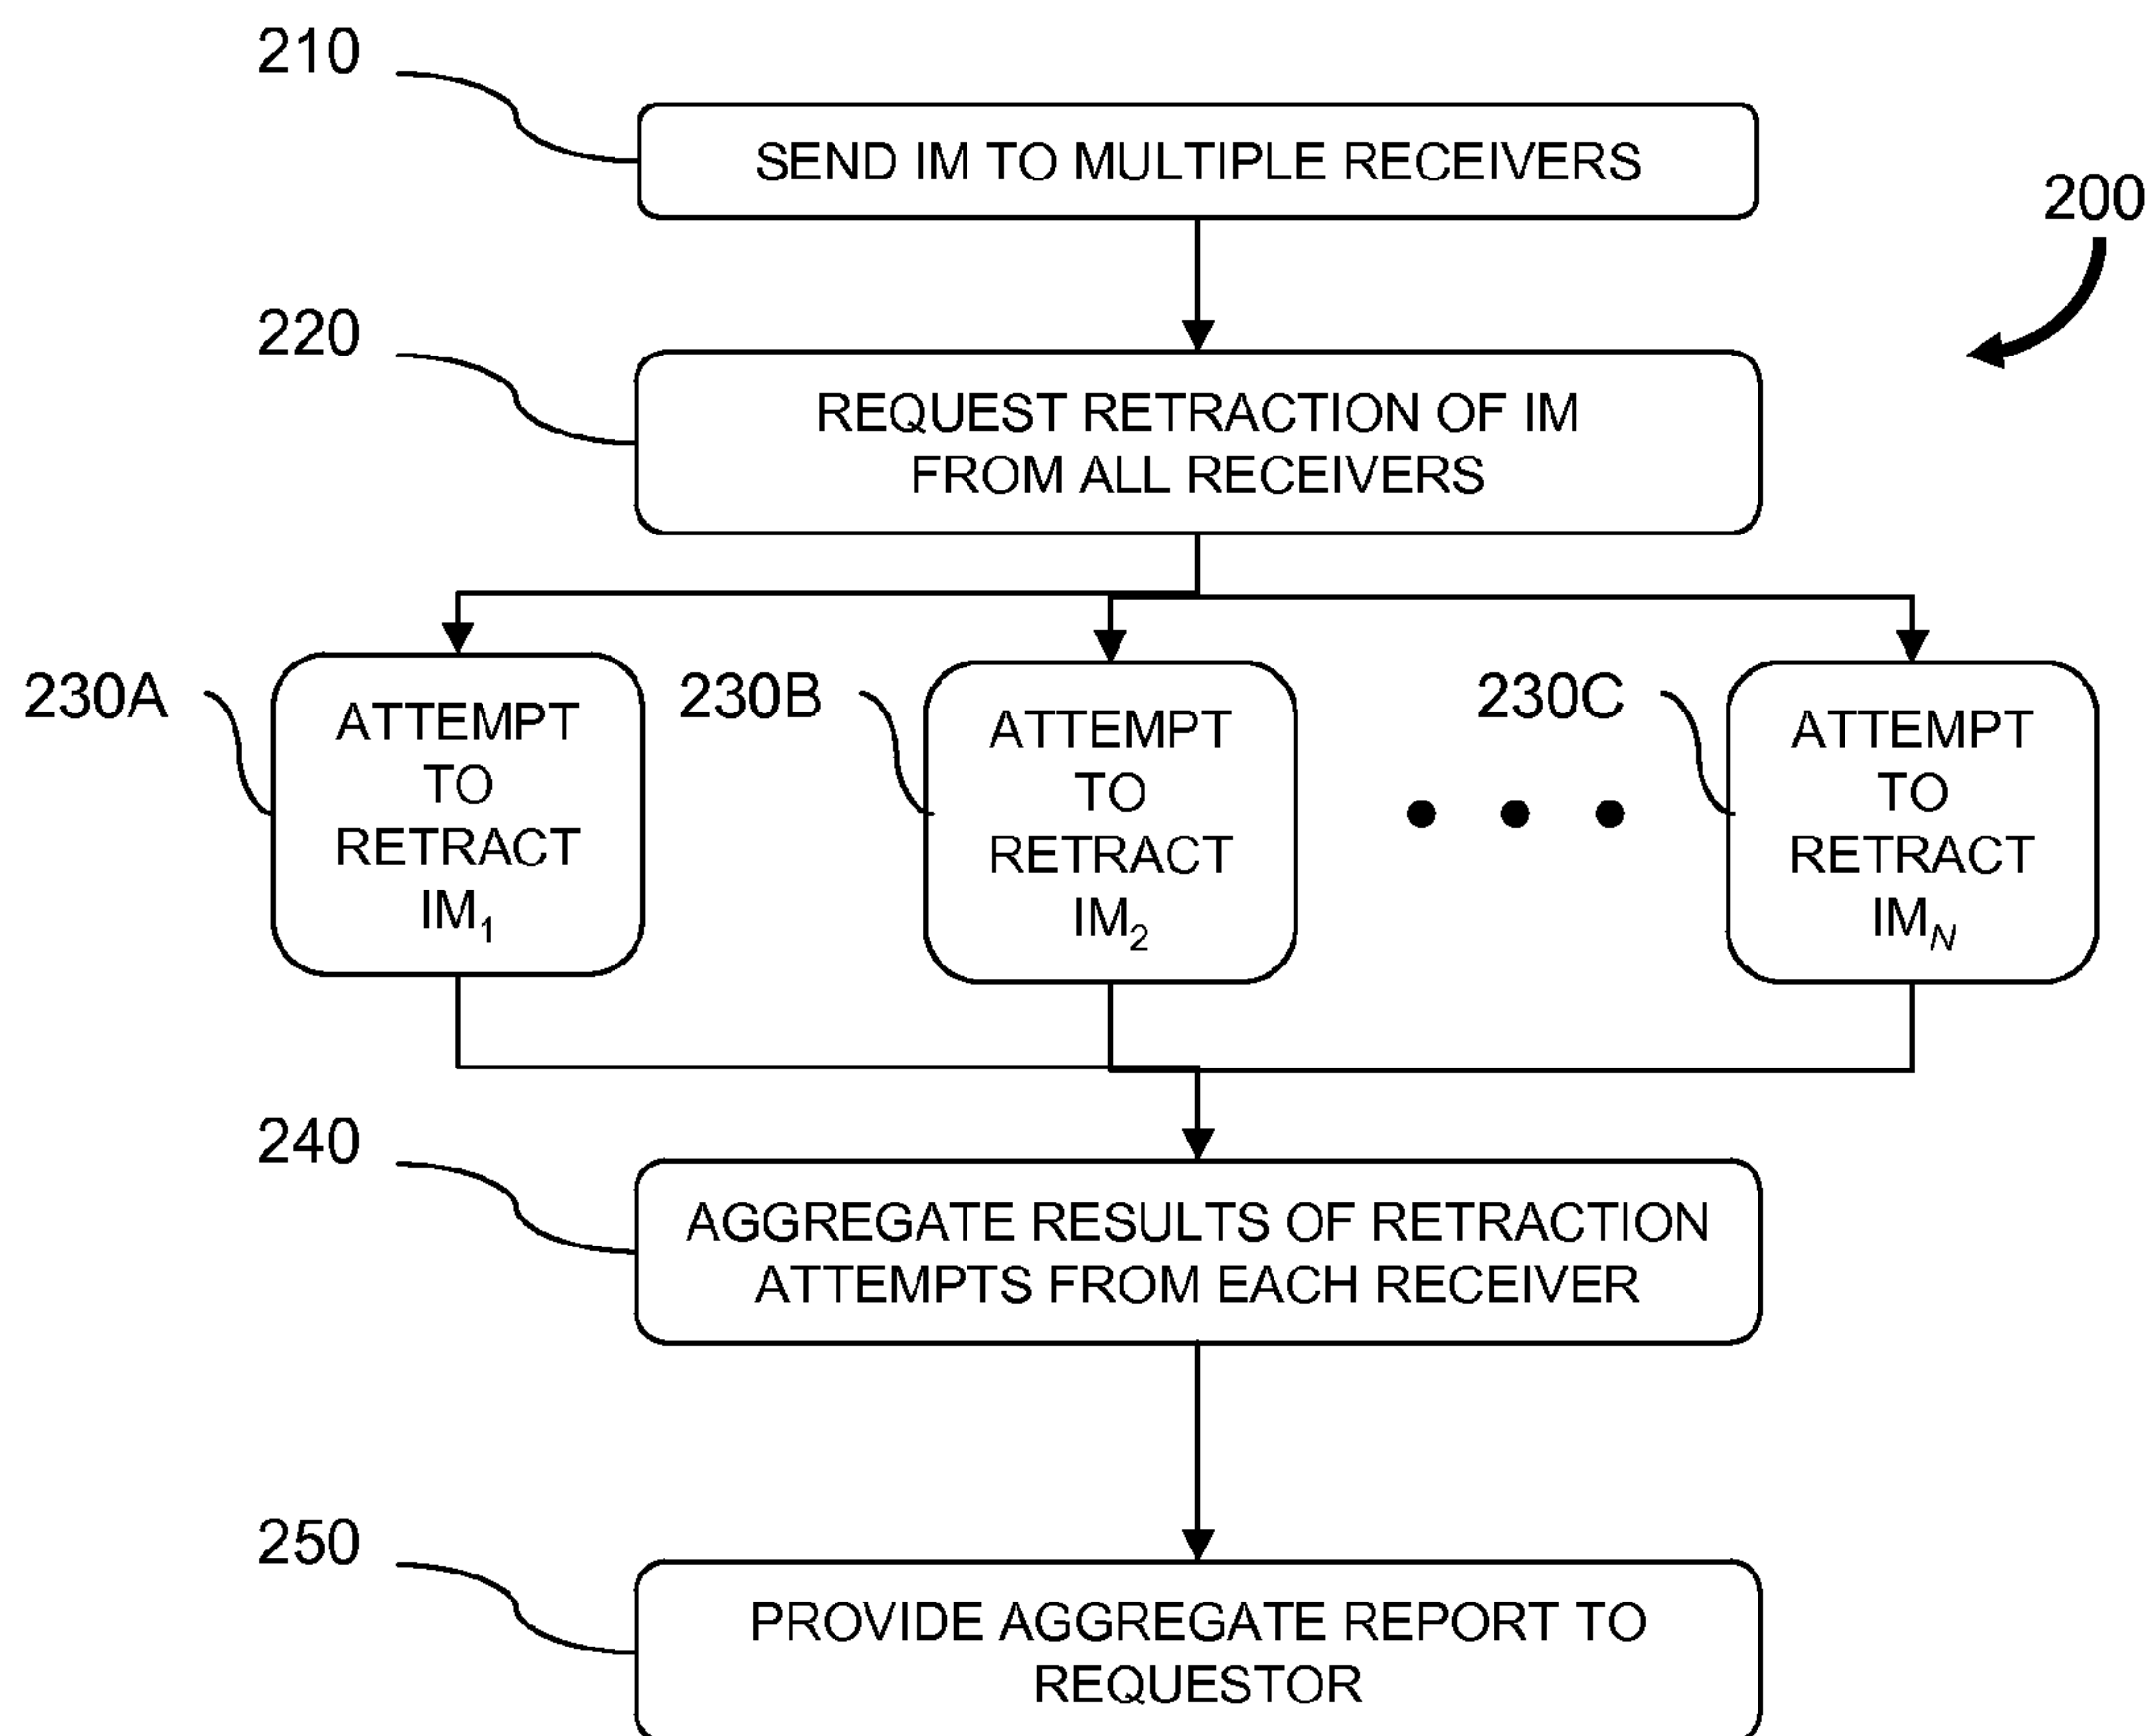 210
SEND IM TO MULTIPLE RECEIVERS
200
220
REQUEST RETRACTION OF IM
FROM ALL RECEIVERS
230A
ATTEMPT
TO
RETRACT
IM₁
230B
ATTEMPT
TO
RETRACT
IM₂
• • •
230C
ATTEMPT
TO
RETRACT
IM_N
240
AGGREGATE RESULTS OF RETRACTION
ATTEMPTS FROM EACH RECEIVER
250
PROVIDE AGGREGATE REPORT TO
REQUESTOR